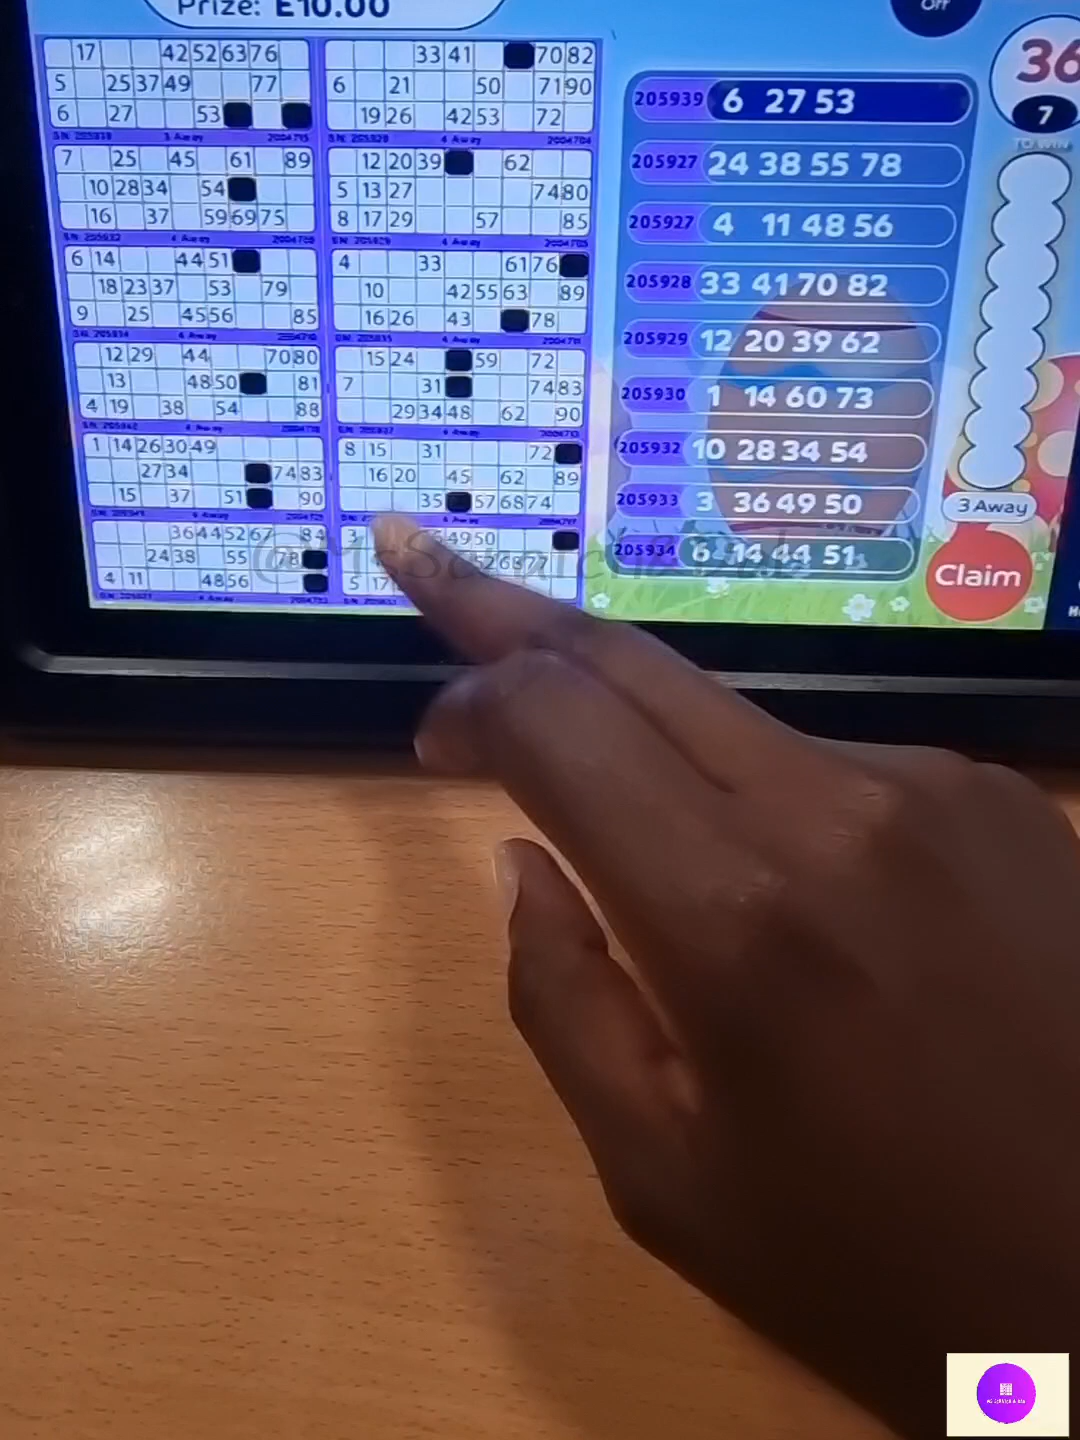 Prize: £10.00
Off
17 42 52 63 76
5 25 37 49 77
6 27 53
33 41 70 82
6 21 50 71 90
19 26 42 53 72
7 25 45 61 89
10 28 34 54
16 37 59 69 75
12 20 39 62
5 13 27 74 80
8 17 29 57 85
6 14 44 51
18 23 37 53 79
9 25 45 56 85
4 33 61 76
10 42 55 63 89
16 26 43 78
12 29 44 70 80
13 48 50 81
4 19 38 54 88
15 24 59 72
7 31 74 83
29 34 48 62 90
1 14 26 30 49
27 34 74 83
15 37 51 90
8 15 31 72
16 20 45 62 89
35 57 68 74
36 44 52 67 84
24 38 55 78
4 11 48 56
3 49 50
52 68 77
5 17
205939 6 27 53
205927 24 38 55 78
205927 4 11 48 56
205928 33 41 70 82
205929 12 20 39 62
205930 1 14 60 73
205932 10 28 34 54
205933 3 36 49 50
205934 6 14 44 51
36
7
TO WIN
3 Away
Claim